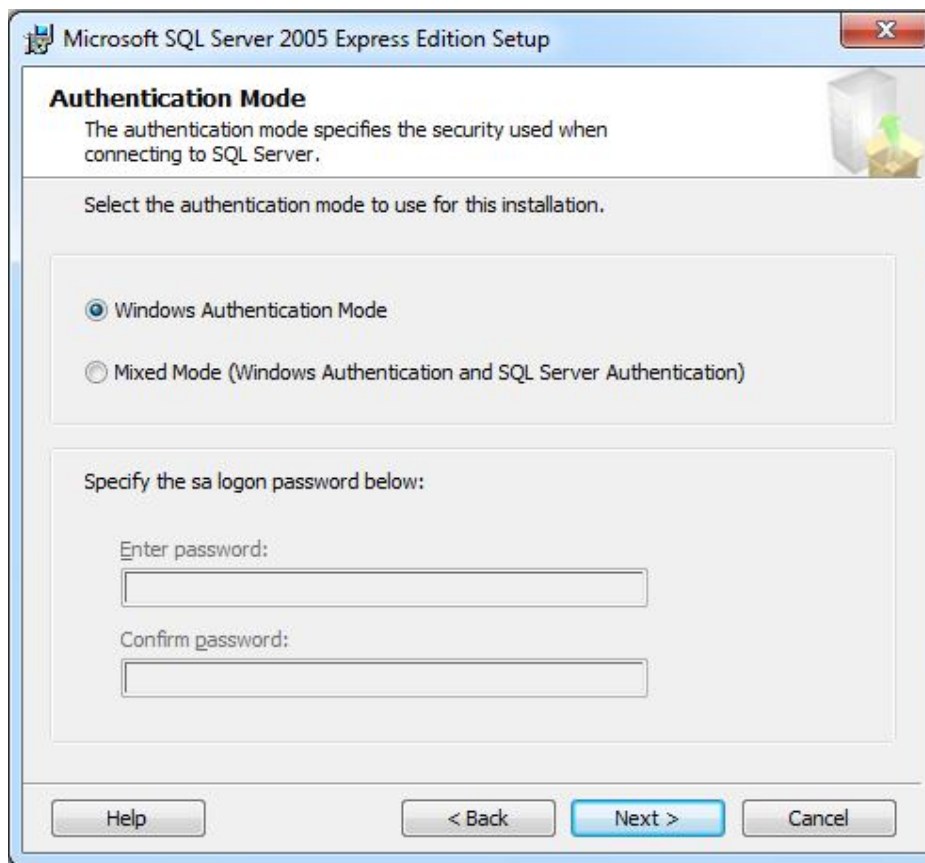 Microsoft SQL Server 2005 Express Edition Setup
Authentication Mode
The authentication mode specifies the security used when
connecting to SQL Server.
Select the authentication mode to use for this installation.
Windows Authentication Mode
Mixed Mode (Windows Authentication and SQL Server Authentication)
Specify the sa logon password below:
Enter password:
Confirm password:
Help < Back Next > Cancel